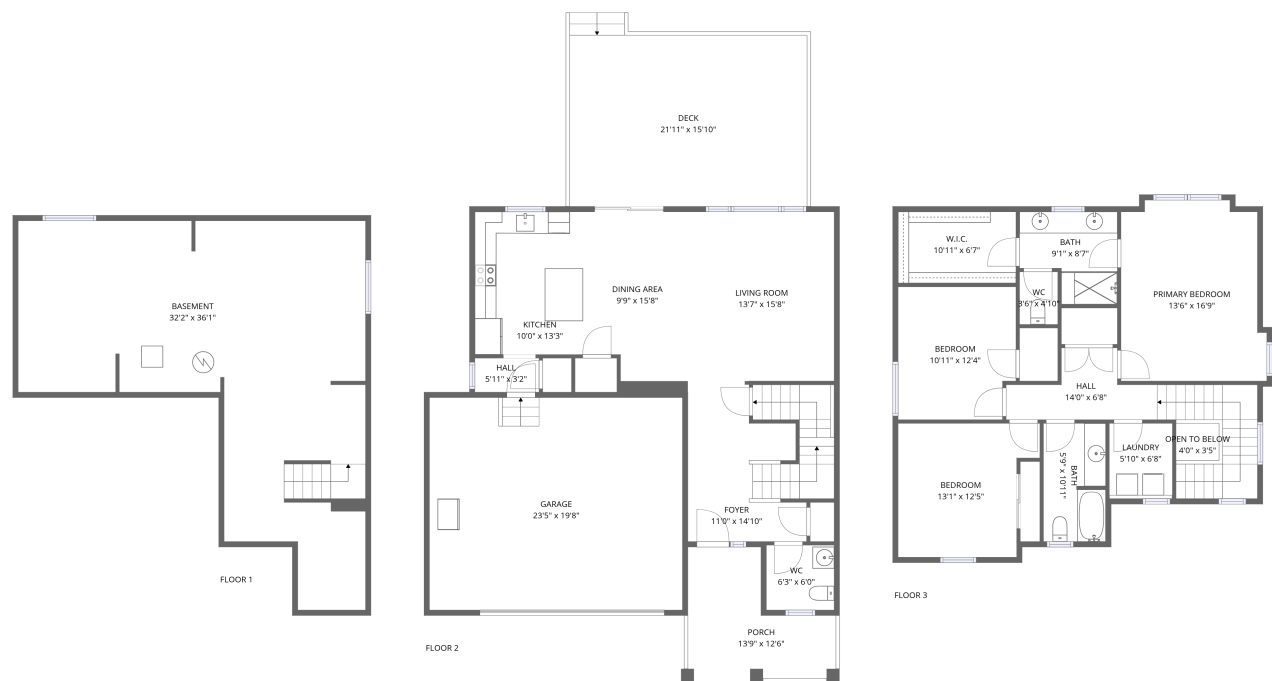 BASEMENT
32'2" x 36'1"
FLOOR 1
DECK
21'11" x 15'10"
DINING AREA
9'9" x 15'8"
LIVING ROOM
13'7" x 15'8"
KITCHEN
10'0" x 13'3"
HALL
5'11" x 3'2"
GARAGE
23'5" x 19'8"
FOYER
11'0" x 14'10"
WC
6'3" x 6'0"
PORCH
13'9" x 12'6"
FLOOR 2
W.I.C.
10'11" x 6'7"
BATH
9'1" x 8'7"
WC
3'6" x 4'10"
PRIMARY BEDROOM
13'6" x 16'9"
BEDROOM
10'11" x 12'4"
HALL
14'0" x 6'8"
LAUNDRY
5'10" x 6'8"
OPEN TO BELOW
4'0" x 3'5"
BATH
5'9" x 10'11"
BEDROOM
13'1" x 12'5"
FLOOR 3